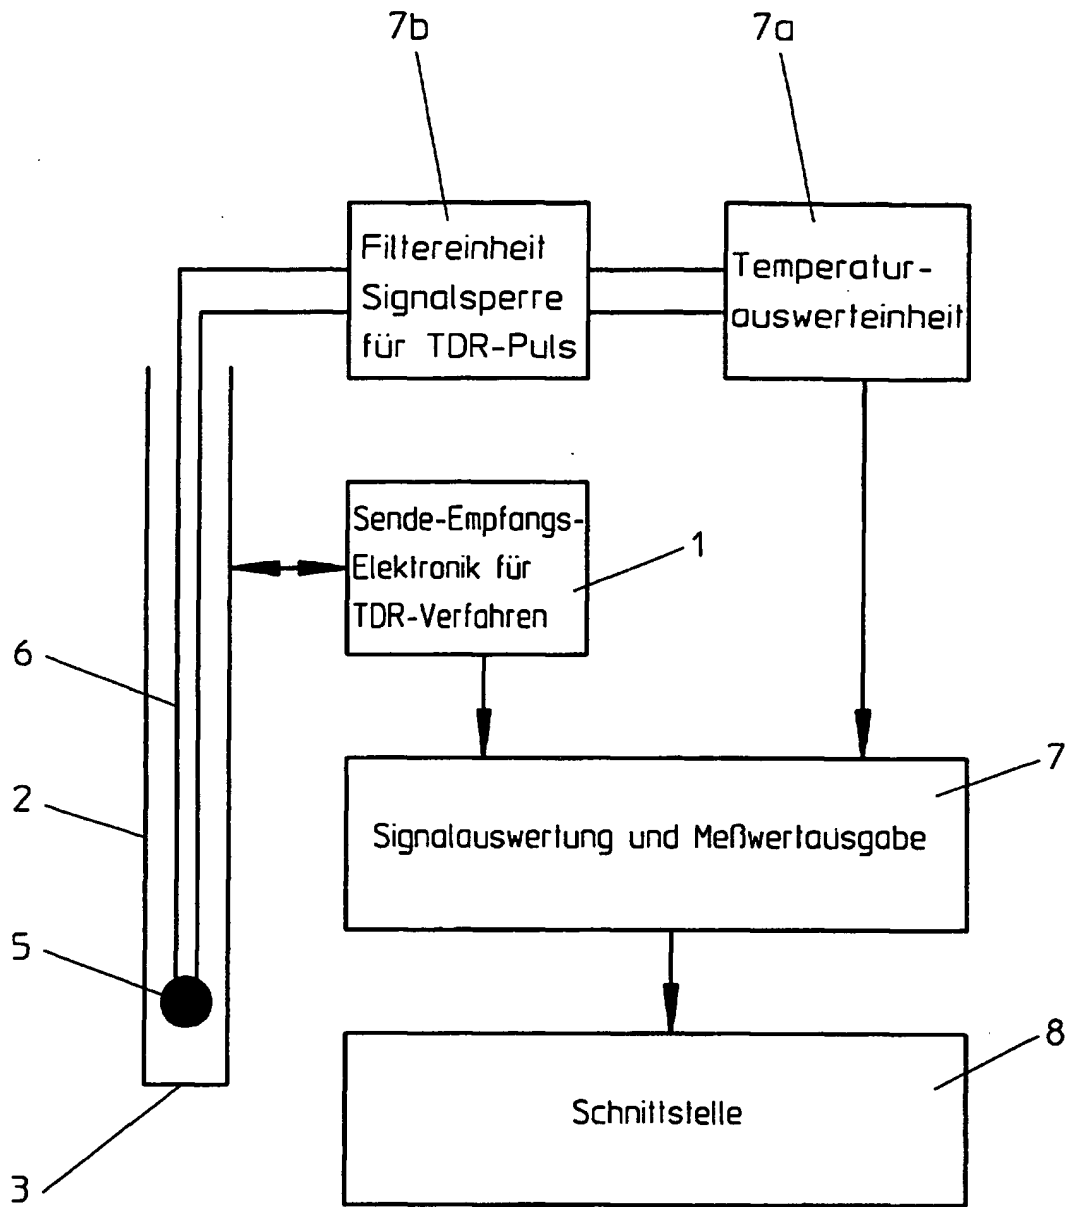 7b
7a
Filtereinheit
Signalsperre
für TDR-Puls
Temperatur-
auswerteinheit
Sende-Empfangs-
Elektronik für
TDR-Verfahren
1
6
7
2
Signalauswertung und Meßwertausgabe
5
8
Schnittstelle
3